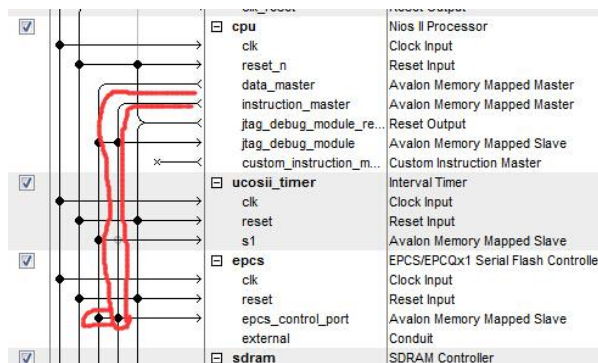 cpu Nios II Processor
clk Clock Input
reset_n Reset Input
data_master Avalon Memory Mapped Master
instruction_master Avalon Memory Mapped Master
jtag_debug_module_re... Reset Output
jtag_debug_module Avalon Memory Mapped Slave
custom_instruction_m... Custom Instruction Master
ucosii_timer Interval Timer
clk Clock Input
reset Reset Input
s1 Avalon Memory Mapped Slave
epcs EPCS/EPCQx1 Serial Flash Controlle
clk Clock Input
reset Reset Input
epcs_control_port Avalon Memory Mapped Slave
external Conduit
sdram SDRAM Controller